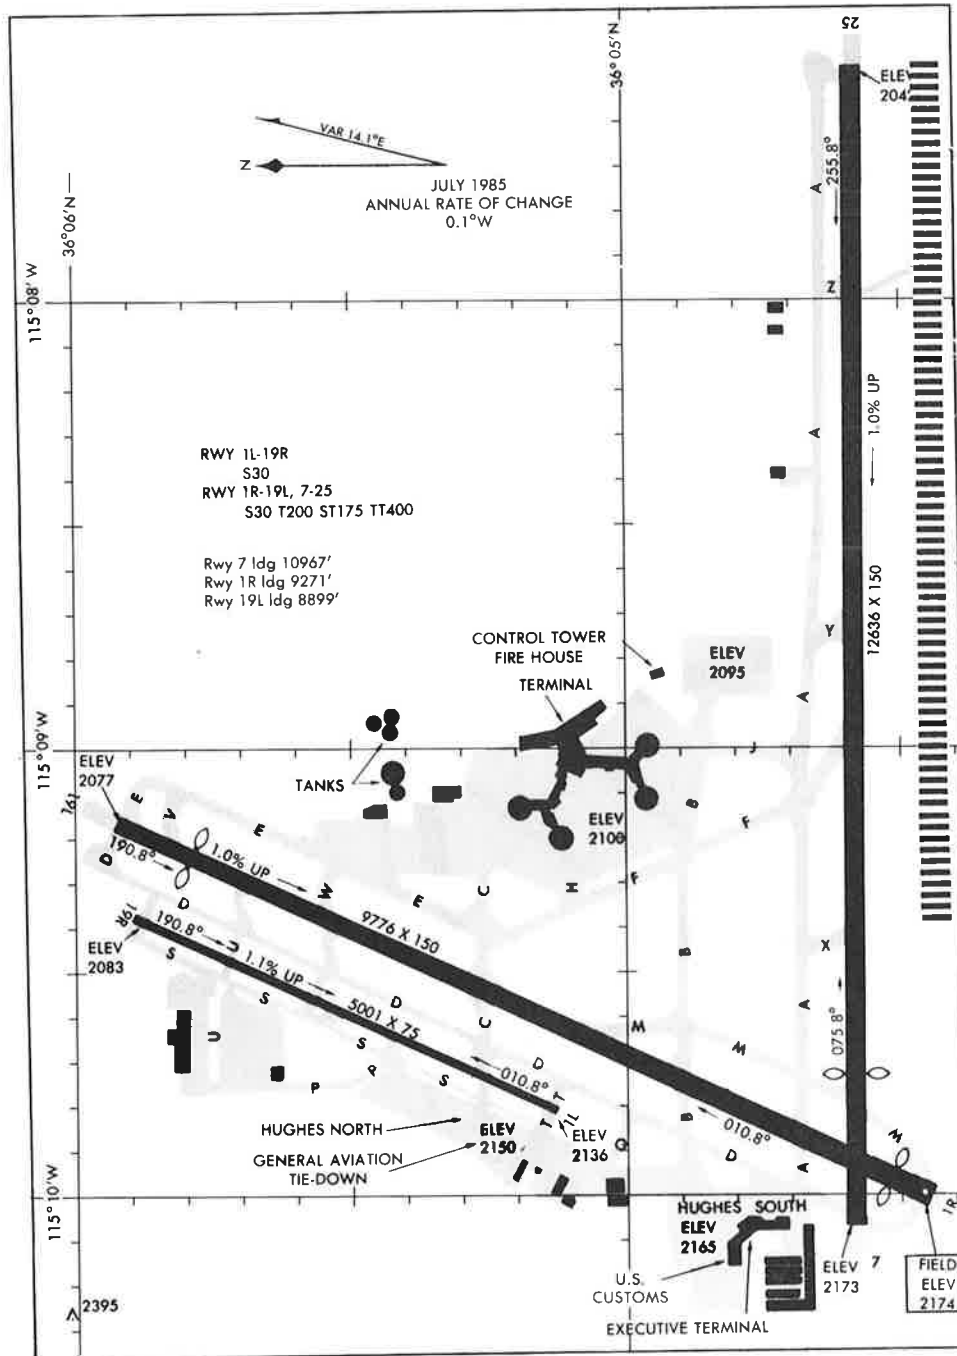 25
36°05'N
ELEV
204
VAR 14.1°E
N
JULY 1985
ANNUAL RATE OF CHANGE
0.1°W
36°06'N
255.8°
A
Z
115°08'W
1.0% UP
A
RWY 1L-19R
S30
RWY 1R-19L, 7-25
S30 T200 ST175 TT400
Rwy 7 ldg 10967'
Rwy 1R ldg 9271'
Rwy 19L ldg 8899'
12636 X 150
CONTROL TOWER
FIRE HOUSE
TERMINAL
Y
ELEV
2095
A
115°09'W
J
ELEV
2077
TANKS
19L
E
V
E
B
F
ELEV
2100
190.8°
1.0% UP
D
W
E
C
H
F
D
9776 X 150
19R
190.8°
U
1.1% UP
ELEV
2083
S
S
5001 X 75
D
C
B
X
A
M
M
075.8°
U
S
P
P
S
D
010.8°
T
1L
T
HUGHES NORTH
ELEV
2150
ELEV
2136
GENERAL AVIATION
TIE-DOWN
G
B
010.8°
D
A
M
1R
115°10'W
HUGHES SOUTH
ELEV
2165
U.S.
CUSTOMS
EXECUTIVE TERMINAL
ELEV
2173
7
FIELD
ELEV
2174
2395